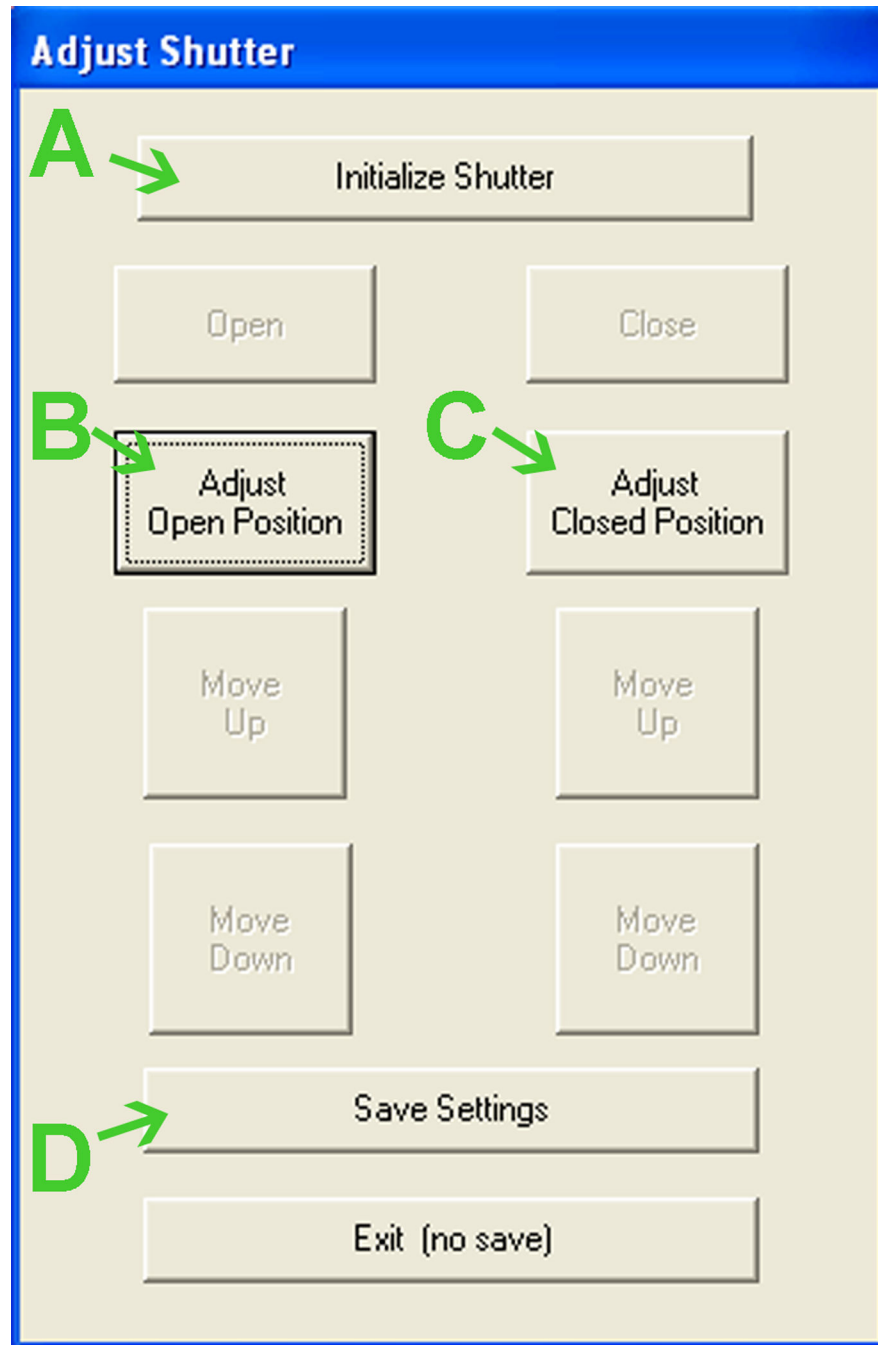 Adjust Shutter
A
Initialize Shutter
Open
Close
B
Adjust
Open Position
C
Adjust
Closed Position
Move
Up
Move
Up
Move
Down
Move
Down
D
Save Settings
Exit (no save)